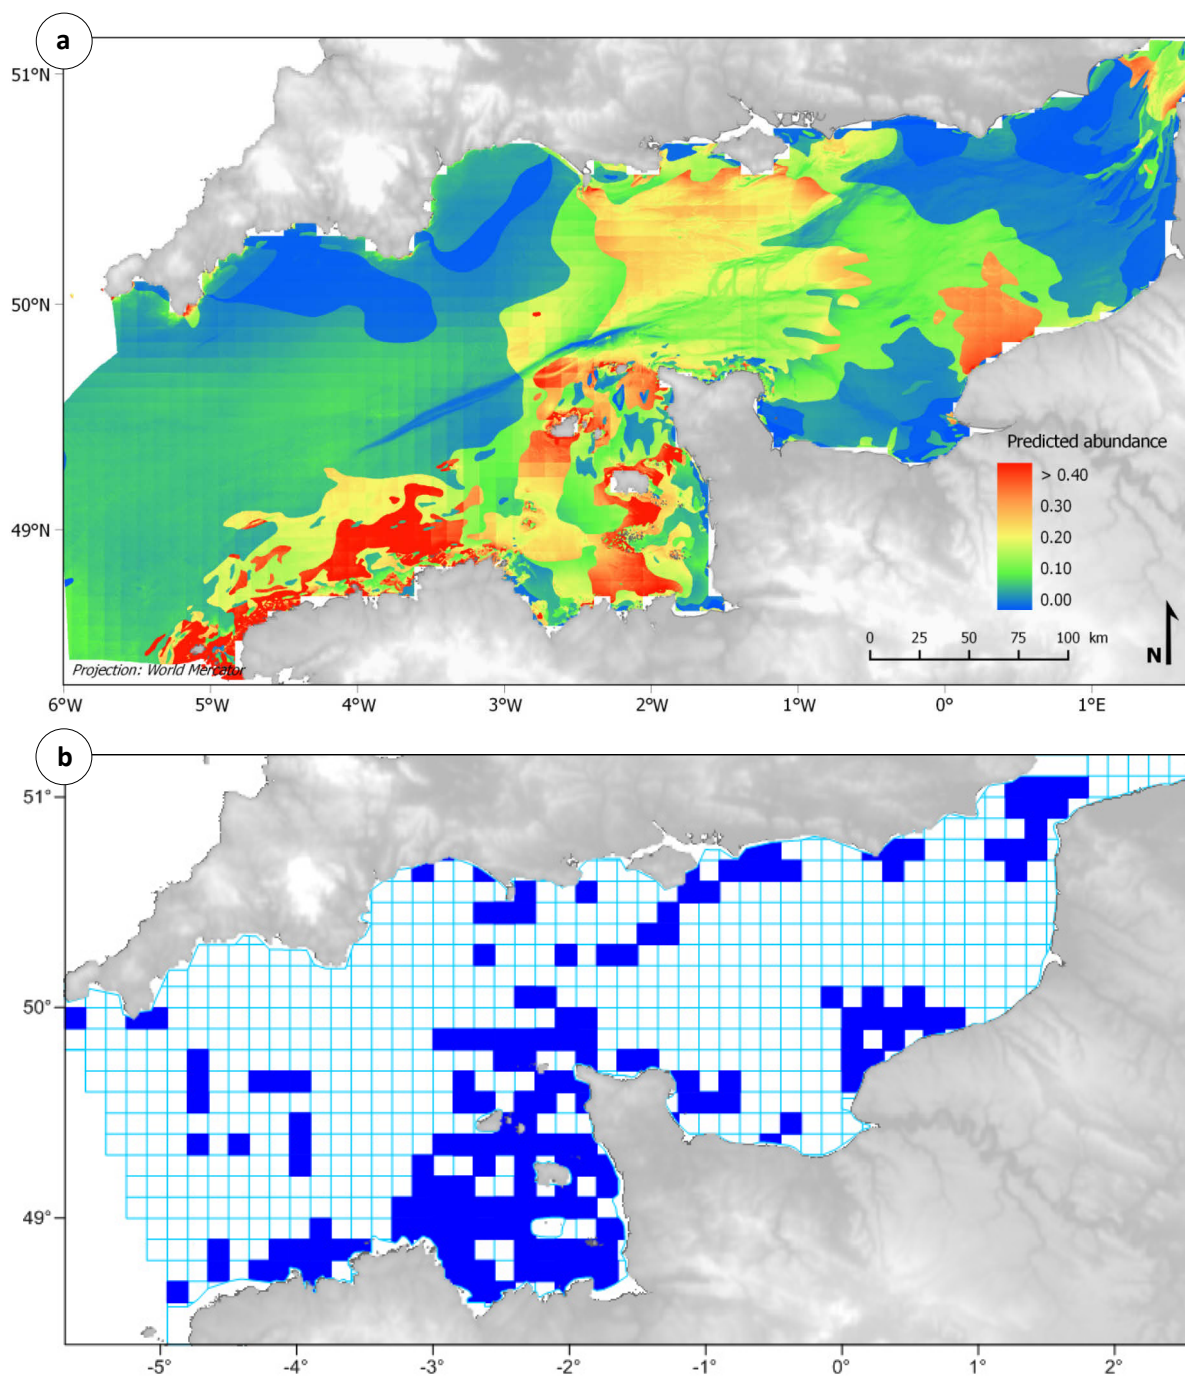 a
51°N
50°N
49°N
Predicted abundance
> 0.40
0.30
0.20
0.10
0.00
0 25 50 75 100 km
N
Projection: World Mercator
6°W 5°W 4°W 3°W 2°W 1°W 0° 1°E
b
51°
50°
49°
-5° -4° -3° -2° -1° 0° 1° 2°